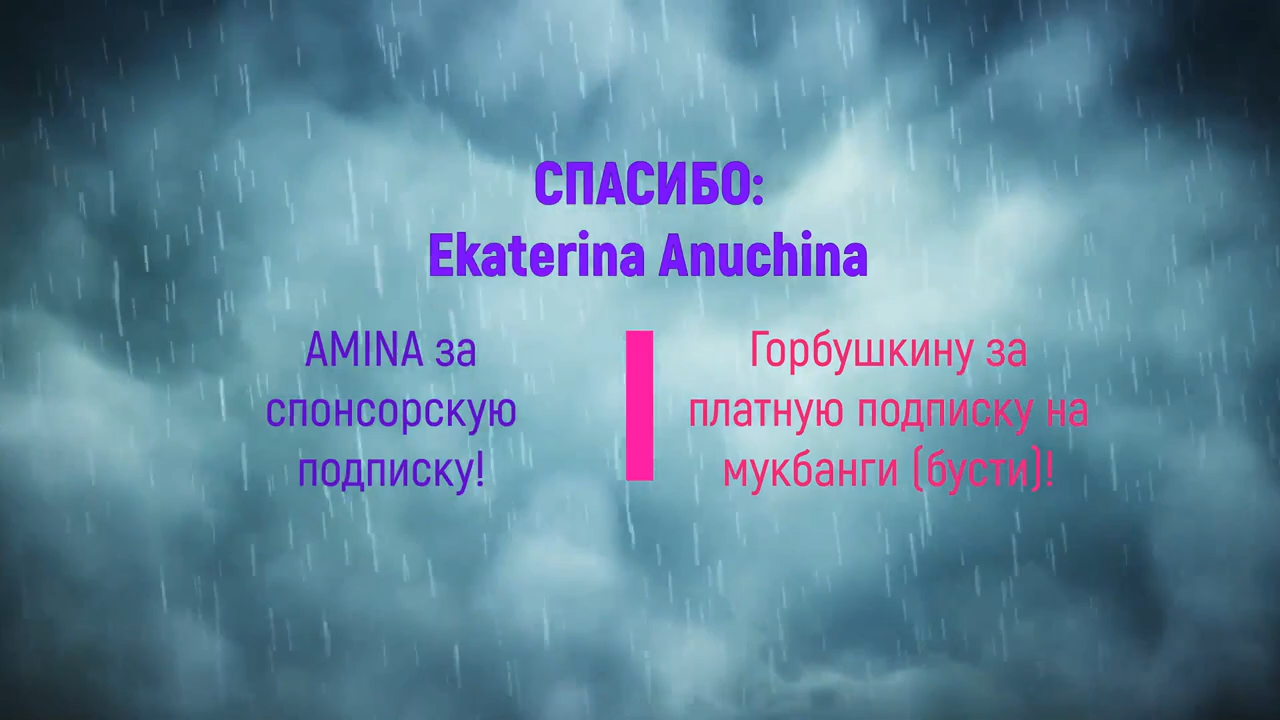 СПАСИБО:
Ekaterina Anuchina
AMINA за
спонсорскую
подписку!
Горбушкину за
платную подписку на
мукбанги (бусти)!